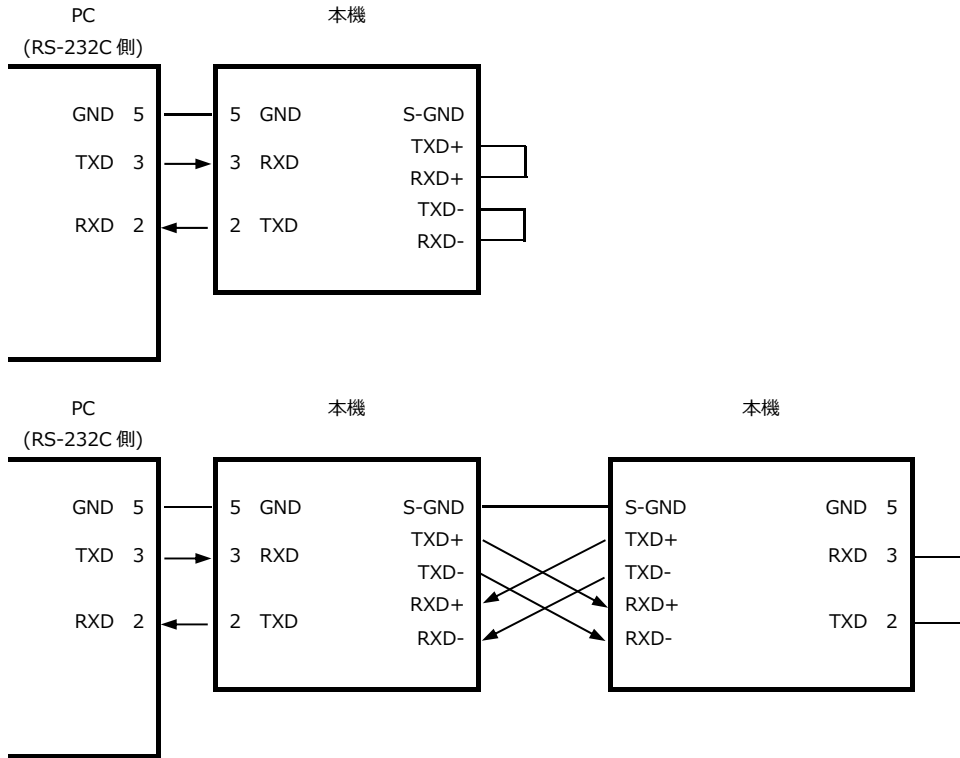 PC
本機
(RS-232C 側)
GND 5
5 GND
S-GND
TXD+
TXD 3
3 RXD
RXD+
TXD-
RXD 2
2 TXD
RXD-
PC
本機
本機
(RS-232C 側)
GND 5
5 GND
S-GND
S-GND
GND 5
TXD+
TXD+
TXD 3
3 RXD
RXD 3
TXD-
TXD-
RXD+
RXD+
RXD 2
2 TXD
TXD 2
RXD-
RXD-